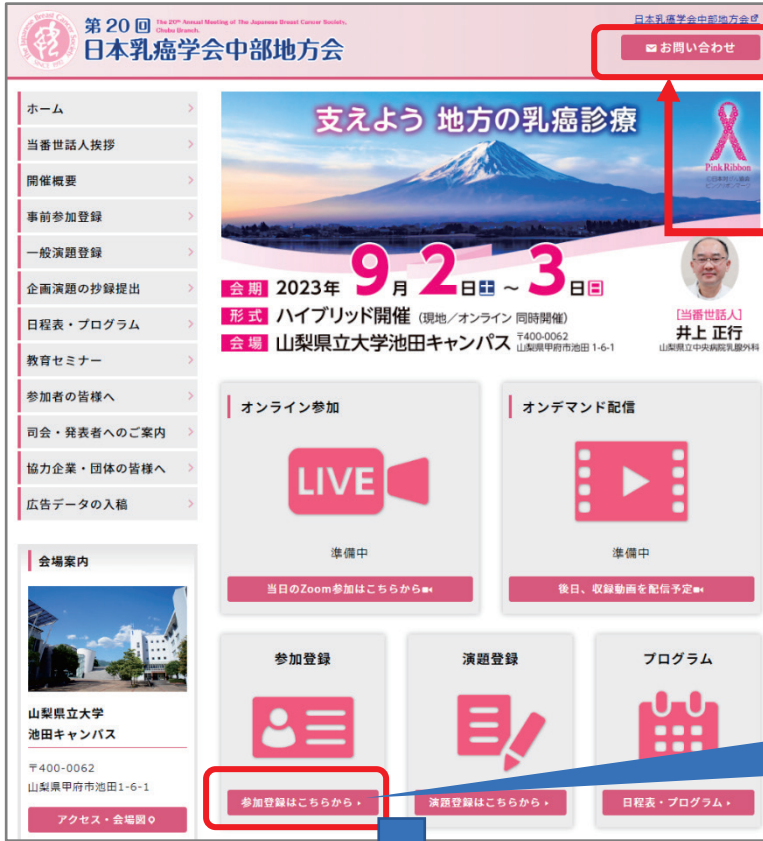 第20回 The 20th Annual Meeting of The Japanese Breast Cancer Society, Chubu Branch.
日本乳癌学会中部地方会
日本乳癌学会中部地方会
お問い合わせ
ホーム
当番世話人挨拶
開催概要
事前参加登録
一般演題登録
企画演題の抄録提出
日程表・プログラム
教育セミナー
参加者の皆様へ
司会・発表者へのご案内
協力企業・団体の皆様へ
広告データの入稿
支えよう 地方の乳癌診療
Pink Ribbon
会期 2023年 9月2日土 ~ 3日日
形式 ハイブリッド開催 (現地/オンライン 同時開催)
会場 山梨県立大学池田キャンパス 〒400-0062 山梨県甲府市池田 1-6-1
[当番世話人]
井上 正行
山梨県立中央病院乳腺外科
オンライン参加
LIVE
準備中
当日のZoom参加はこちらから
オンデマンド配信
準備中
後日、収録動画を配信予定
会場案内
山梨県立大学
池田キャンパス
〒400-0062
山梨県甲府市池田1-6-1
アクセス・会場図
参加登録
参加登録はこちらから
演題登録
演題登録はこちらから
プログラム
日程表・プログラム